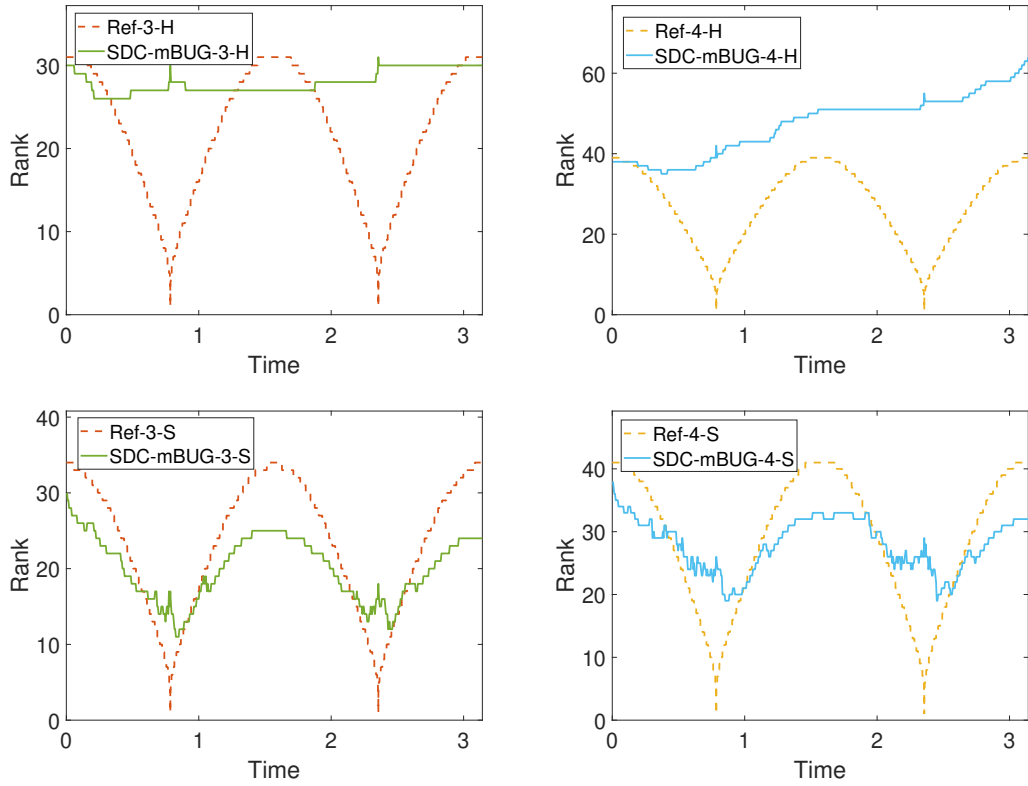 Ref-3-H
SDC-mBUG-3-H
30
20
10
0
Rank
0
1
2
3
Time
Ref-4-H
SDC-mBUG-4-H
60
40
20
0
Rank
0
1
2
3
Time
Ref-3-S
SDC-mBUG-3-S
40
30
20
10
0
Rank
0
1
2
3
Time
Ref-4-S
SDC-mBUG-4-S
40
30
20
10
0
Rank
0
1
2
3
Time